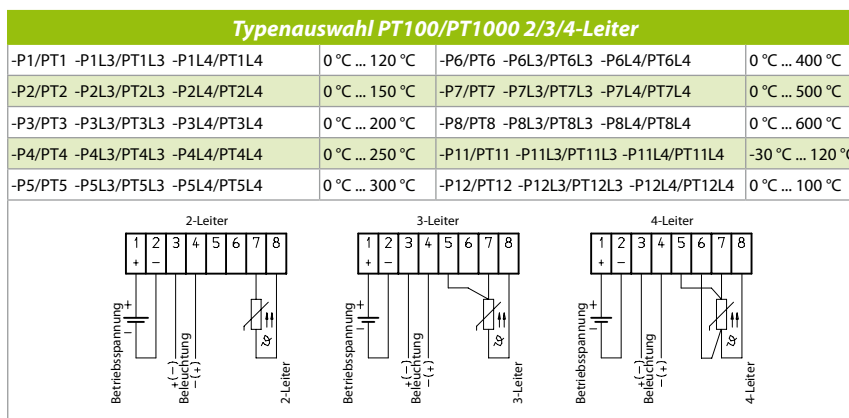 Typenauswahl PT100/PT1000 2/3/4-Leiter
-P1/PT1 -P1L3/PT1L3 -P1L4/PT1L4 0 °C ... 120 °C -P6/PT6 -P6L3/PT6L3 -P6L4/PT6L4 0 °C ... 400 °C
-P2/PT2 -P2L3/PT2L3 -P2L4/PT2L4 0 °C ... 150 °C -P7/PT7 -P7L3/PT7L3 -P7L4/PT7L4 0 °C ... 500 °C
-P3/PT3 -P3L3/PT3L3 -P3L4/PT3L4 0 °C ... 200 °C -P8/PT8 -P8L3/PT8L3 -P8L4/PT8L4 0 °C ... 600 °C
-P4/PT4 -P4L3/PT4L3 -P4L4/PT4L4 0 °C ... 250 °C -P11/PT11 -P11L3/PT11L3 -P11L4/PT11L4 -30 °C ... 120 °C
-P5/PT5 -P5L3/PT5L3 -P5L4/PT5L4 0 °C ... 300 °C -P12/PT12 -P12L3/PT12L3 -P12L4/PT12L4 0 °C ... 100 °C
2-Leiter
1 2 3 4 5 6 7 8
+ −
+
−
Betriebsspannung
+(−)
Beleuchtung
−(+)
ϑ
2-Leiter
3-Leiter
1 2 3 4 5 6 7 8
+ −
+
−
Betriebsspannung
+(−)
Beleuchtung
−(+)
ϑ
3-Leiter
4-Leiter
1 2 3 4 5 6 7 8
+ −
+
−
Betriebsspannung
+(−)
Beleuchtung
−(+)
ϑ
4-Leiter